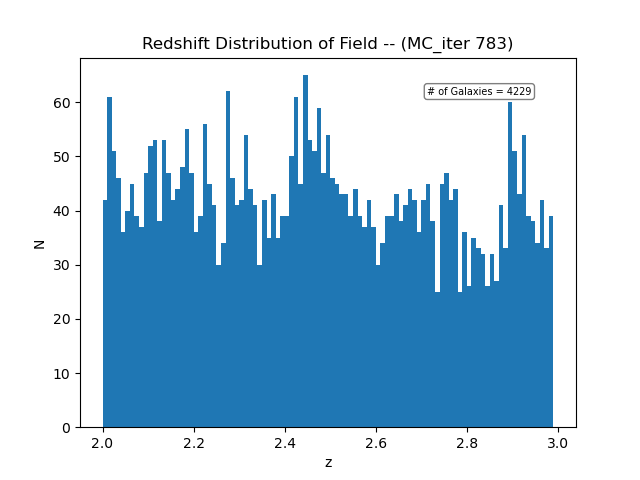 Redshift Distribution of Field -- (MC_iter 783)
# of Galaxies = 4229
60
50
40
30
20
10
0
N
2.0 2.2 2.4 2.6 2.8 3.0
z